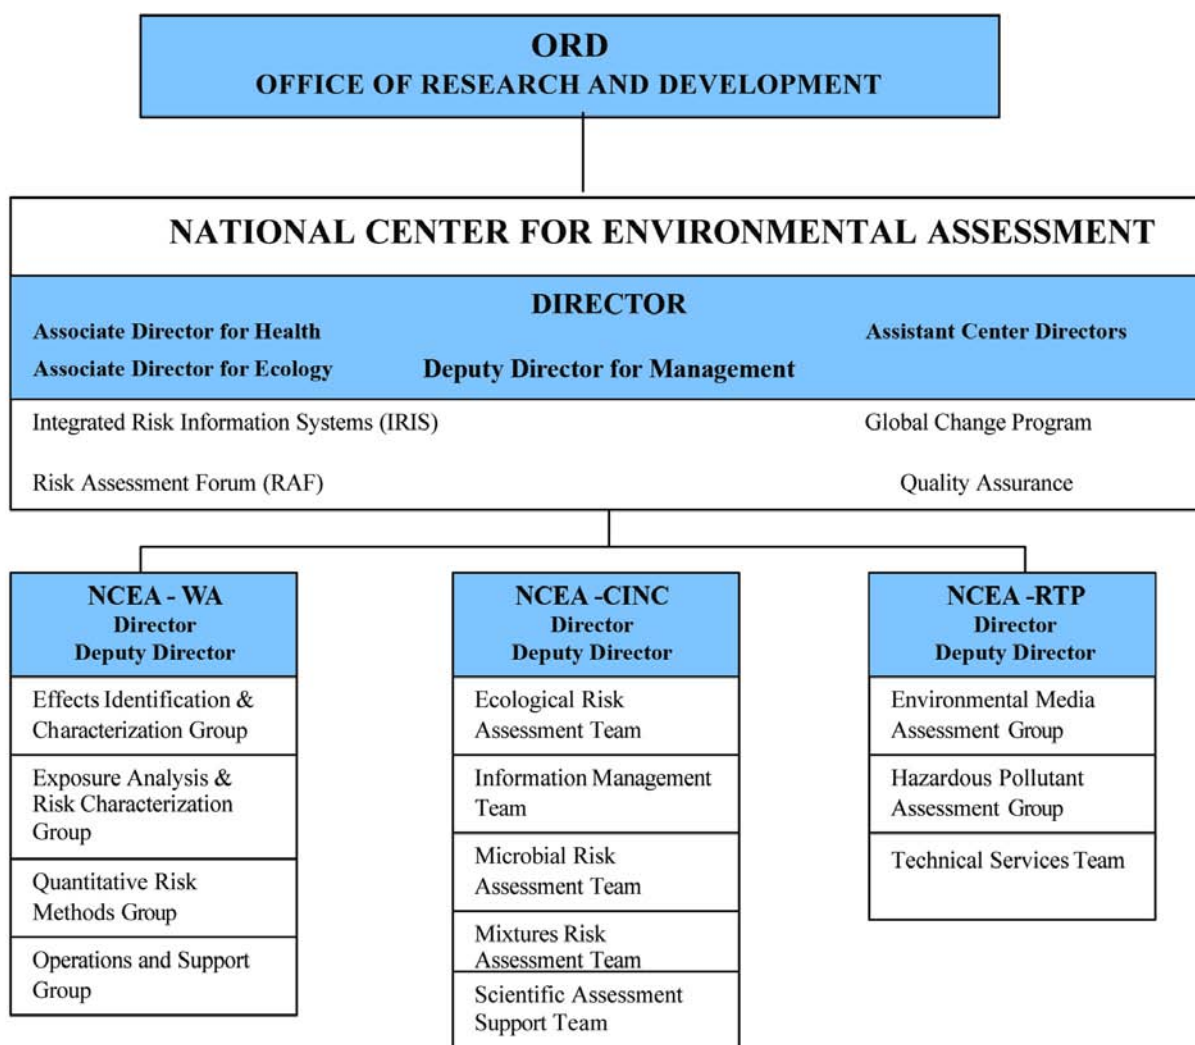 ORD
OFFICE OF RESEARCH AND DEVELOPMENT
NATIONAL CENTER FOR ENVIRONMENTAL ASSESSMENT
DIRECTOR
Associate Director for Health
Assistant Center Directors
Associate Director for Ecology
Deputy Director for Management
Integrated Risk Information Systems (IRIS)
Global Change Program
Risk Assessment Forum (RAF)
Quality Assurance
NCEA - WA
Director
Deputy Director
Effects Identification &
Characterization Group
Exposure Analysis &
Risk Characterization
Group
Quantitative Risk
Methods Group
Operations and Support
Group
NCEA -CINC
Director
Deputy Director
Ecological Risk
Assessment Team
Information Management
Team
Microbial Risk
Assessment Team
Mixtures Risk
Assessment Team
Scientific Assessment
Support Team
NCEA -RTP
Director
Deputy Director
Environmental Media
Assessment Group
Hazardous Pollutant
Assessment Group
Technical Services Team